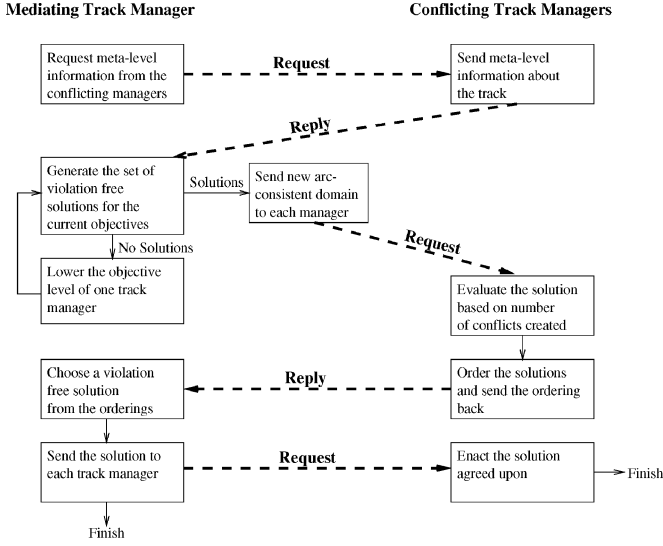 Mediating Track Manager
Conflicting Track Managers
Request meta-level
information from the
conflicting managers
Request
Send meta-level
information about
the track
Reply
Generate the set of
violation free
solutions for the
current objectives
Solutions
Send new arc-
consistent domain
to each manager
No Solutions
Request
Lower the objective
level of one track
manager
Evaluate the solution
based on number
of conflicts created
Choose a violation
free solution
from the orderings
Reply
Order the solutions
and send the ordering
back
Send the solution to
each track manager
Request
Enact the solution
agreed upon
Finish
Finish